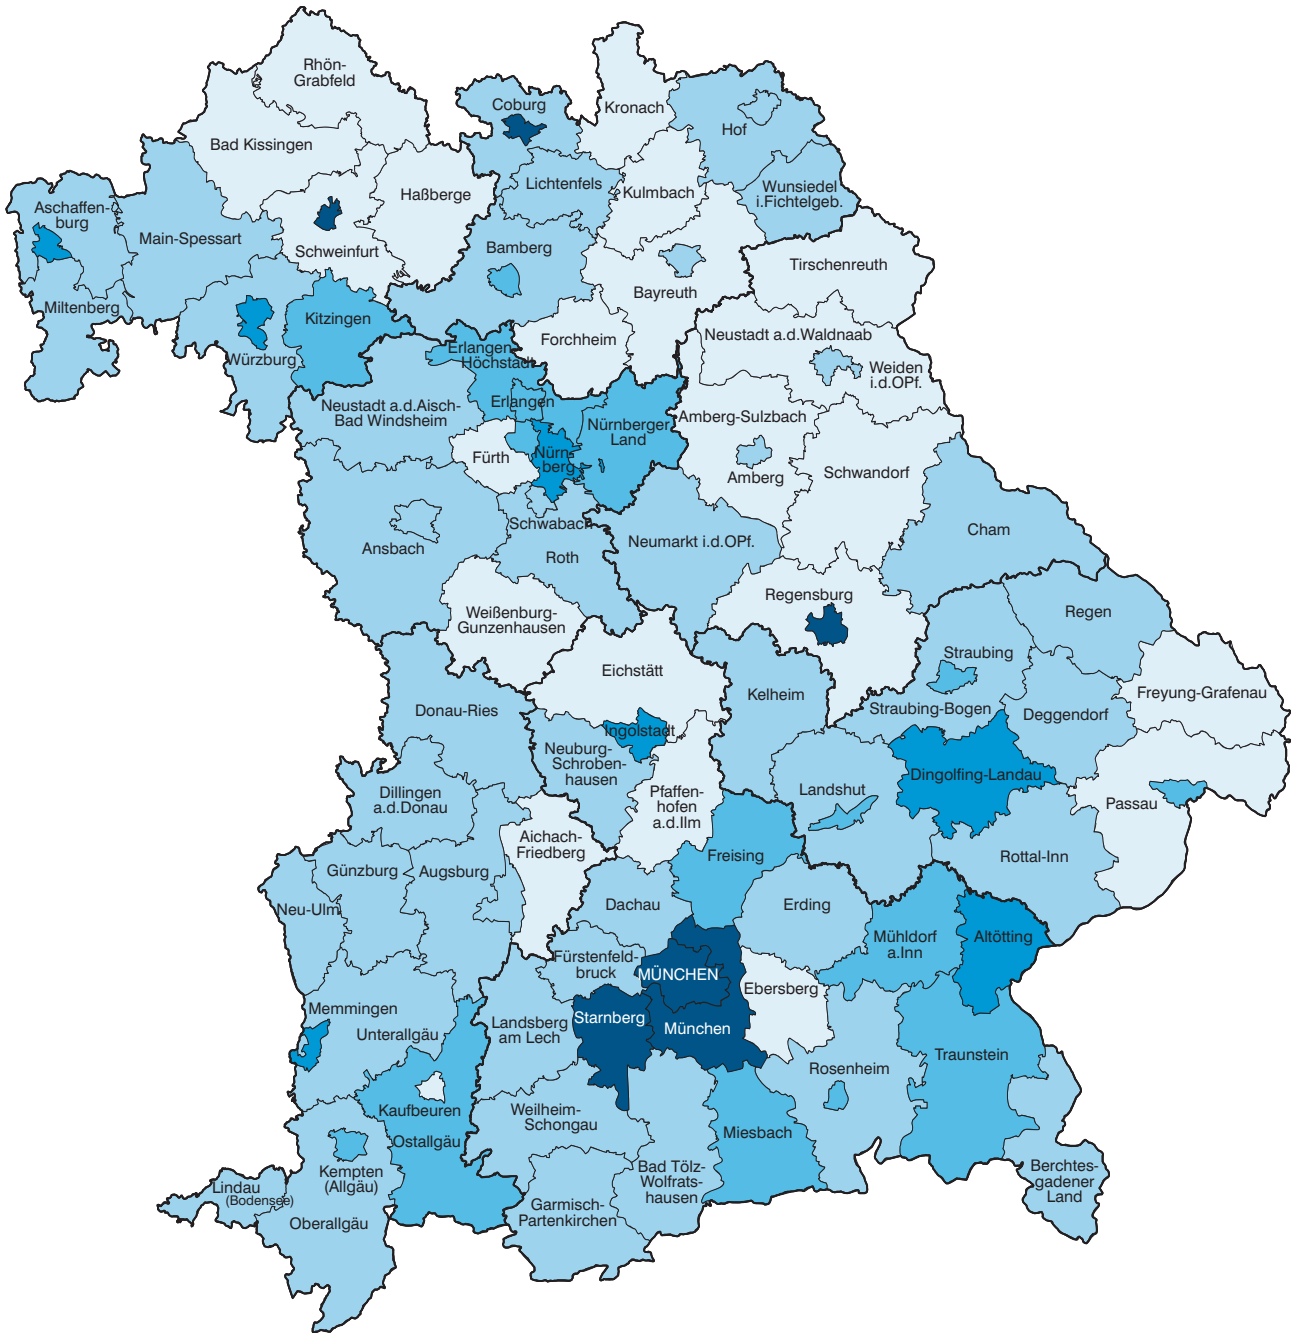 Rhön-
Grabfeld
Coburg
Kronach
Hof
Bad Kissingen
Haßberge
Lichtenfels
Kulmbach
Wunsiedel
i.Fichtelgeb.
Aschaffen-
burg
Main-Spessart
Schweinfurt
Bamberg
Tirschenreuth
Bayreuth
Miltenberg
Kitzingen
Würzburg
Forchheim
Erlangen-
Höchstadt
Neustadt a.d.Waldnaab
Weiden
i.d.OPf.
Neustadt a.d.Aisch-
Bad Windsheim
Erlangen
Nürnberger
Land
Amberg-Sulzbach
Fürth
Nürn-
berg
Amberg
Schwandorf
Schwabach
Ansbach
Roth
Neumarkt i.d.OPf.
Cham
Weißenburg-
Gunzenhausen
Regensburg
Regen
Eichstätt
Kelheim
Straubing
Freyung-Grafenau
Donau-Ries
Straubing-Bogen
Deggendorf
Ingolstadt
Neuburg-
Schroben-
hausen
Dingolfing-Landau
Dillingen
a.d.Donau
Pfaffen-
hofen
a.d.Ilm
Landshut
Passau
Aichach-
Friedberg
Freising
Rottal-Inn
Günzburg
Augsburg
Neu-Ulm
Dachau
Erding
Mühldorf
a.Inn
Altötting
Fürstenfeld-
bruck
MÜNCHEN
Ebersberg
Memmingen
Unterallgäu
Landsberg
am Lech
Starnberg
München
Traunstein
Rosenheim
Kaufbeuren
Weilheim-
Schongau
Ostallgäu
Miesbach
Kempten
(Allgäu)
Bad Tölz-
Wolfrats-
hausen
Berchtes-
gadener
Land
Lindau
(Bodensee)
Oberallgäu
Garmisch-
Partenkirchen